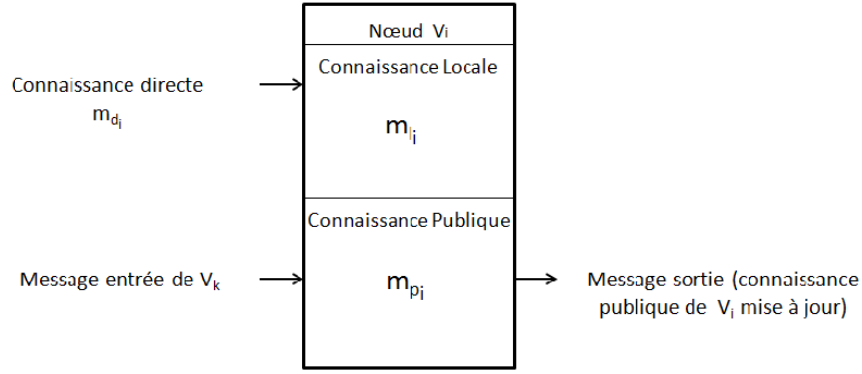 Nœud Vi
Connaissance Locale
Connaissance directe
mdi
mli
Connaissance Publique
Message entrée de Vk
mpi
Message sortie (connaissance
publique de Vi mise à jour)